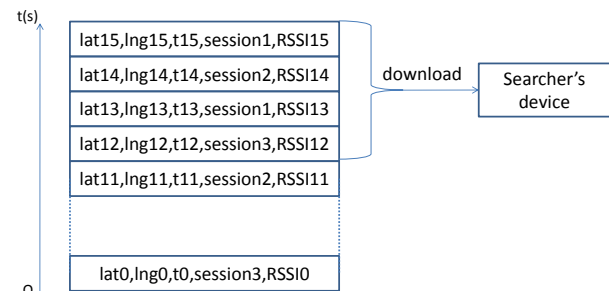 t(s)
lat15,lng15,t15,session1,RSSI15
lat14,lng14,t14,session2,RSSI14
lat13,lng13,t13,session1,RSSI13
lat12,lng12,t12,session3,RSSI12
lat11,lng11,t11,session2,RSSI11
lat0,lng0,t0,session3,RSSI0
download
Searcher's
device